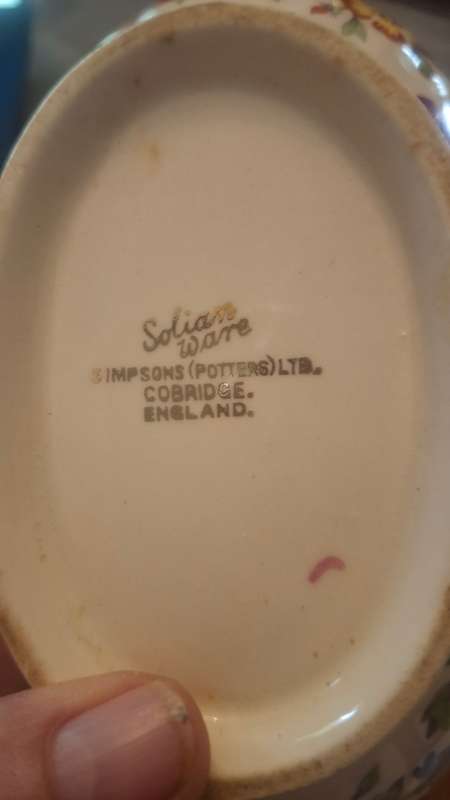 Solian
ware
SIMPSONS (POTTERS) LTD.
COBRIDGE.
ENGLAND.